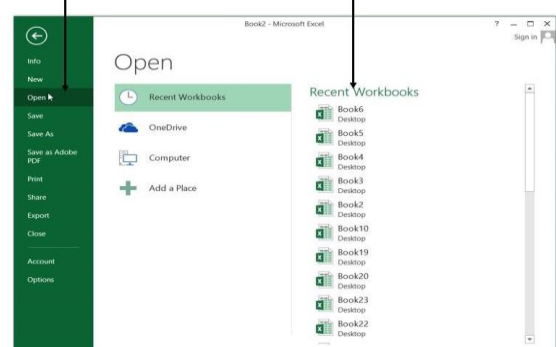 Book2 - Microsoft Excel
?
Sign in
Info
New
Open
Save
Save As
Save as Adobe
PDF
Print
Share
Export
Close
Account
Options
Open
Recent Workbooks
OneDrive
Computer
Add a Place
Recent Workbooks
Book6
Desktop
Book5
Desktop
Book4
Desktop
Book3
Desktop
Book2
Desktop
Book10
Desktop
Book19
Desktop
Book20
Desktop
Book23
Desktop
Book22
Desktop